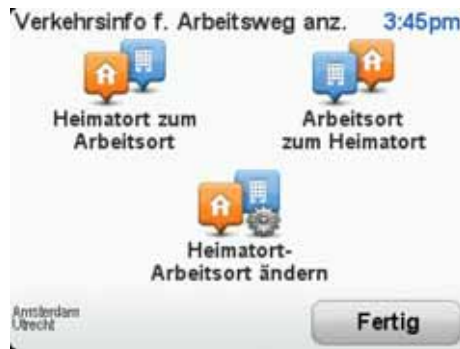 Verkehrsinfo f. Arbeitsweg anz. 3:45pm
Heimatort zum
Arbeitsort
Arbeitsort
zum Heimatort
Heimatort-
Arbeitsort ändern
Amsterdam
Utrecht
Fertig